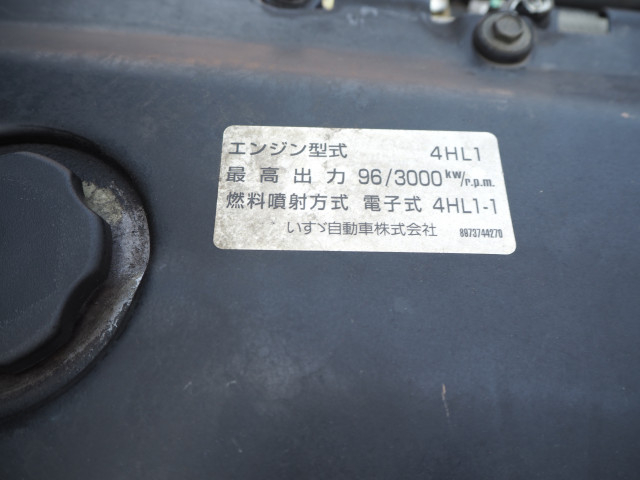 エンジン型式 4HL1
最高出力 96/3000 kw/r.p.m.
燃料噴射方式 電子式 4HL1-1
いすゞ自動車株式会社 8973744270